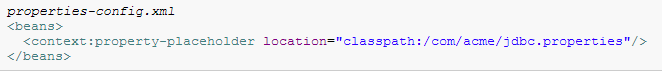 properties-config.xml
<beans>
  <context:property-placeholder location="classpath:/com/acme/jdbc.properties"/>
</beans>